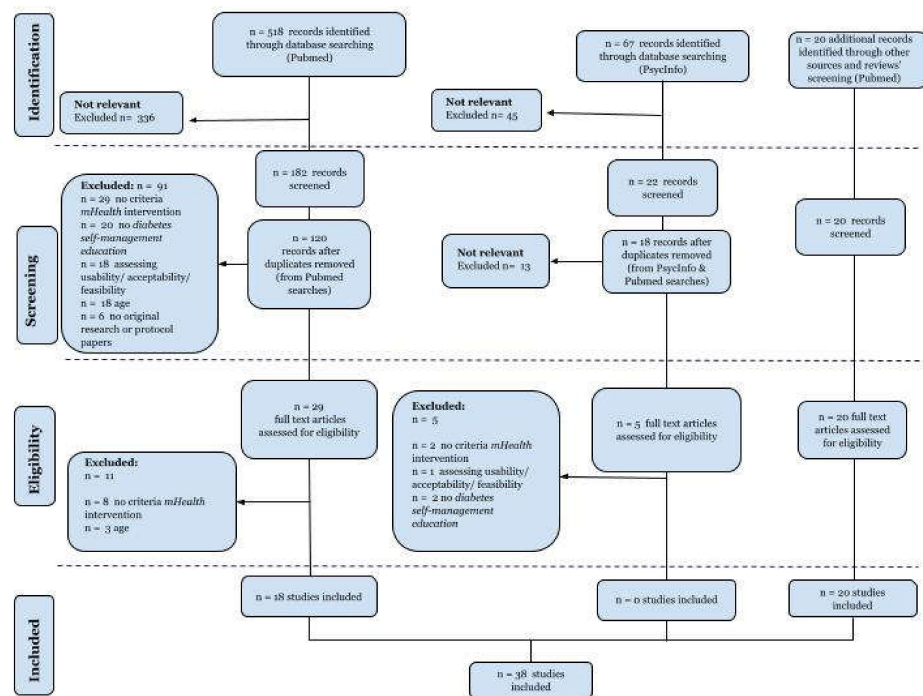 Identification
n = 518 records identified
through database searching
(Pubmed)
n = 67 records identified
through database searching
(PsycInfo)
n = 20 additional records
identified through other
sources and reviews'
screening (Pubmed)
Not relevant
Excluded n= 336
Not relevant
Excluded n= 45
Screening
n = 182 records
screened
n = 22 records
screened
n = 20 records
screened
Excluded: n = 91
n = 29 no criteria
mHealth intervention
n = 20 no diabetes
self-management
education
n = 18 assessing
usability/ acceptability/
feasibility
n = 18 age
n = 6 no original
research or protocol
papers
n = 120
records after
duplicates removed
(from Pubmed
searches)
Not relevant
Excluded n= 13
n = 18 records after
duplicates removed
(from PsycInfo &
Pubmed searches)
Eligibility
n = 29
full text articles
assessed for eligibility
Excluded:
n = 5
n = 2 no criteria mHealth
intervention
n = 1 assessing usability/
acceptability/ feasibility
n = 2 no diabetes
self-management
education
n = 5 full text articles
assessed for eligibility
n = 20 full text
articles assessed
for eligibility
Excluded:
n = 11
n = 8 no criteria mHealth
intervention
n = 3 age
Included
n = 18 studies included
n = 0 studies included
n = 20 studies
included
n = 38 studies
included